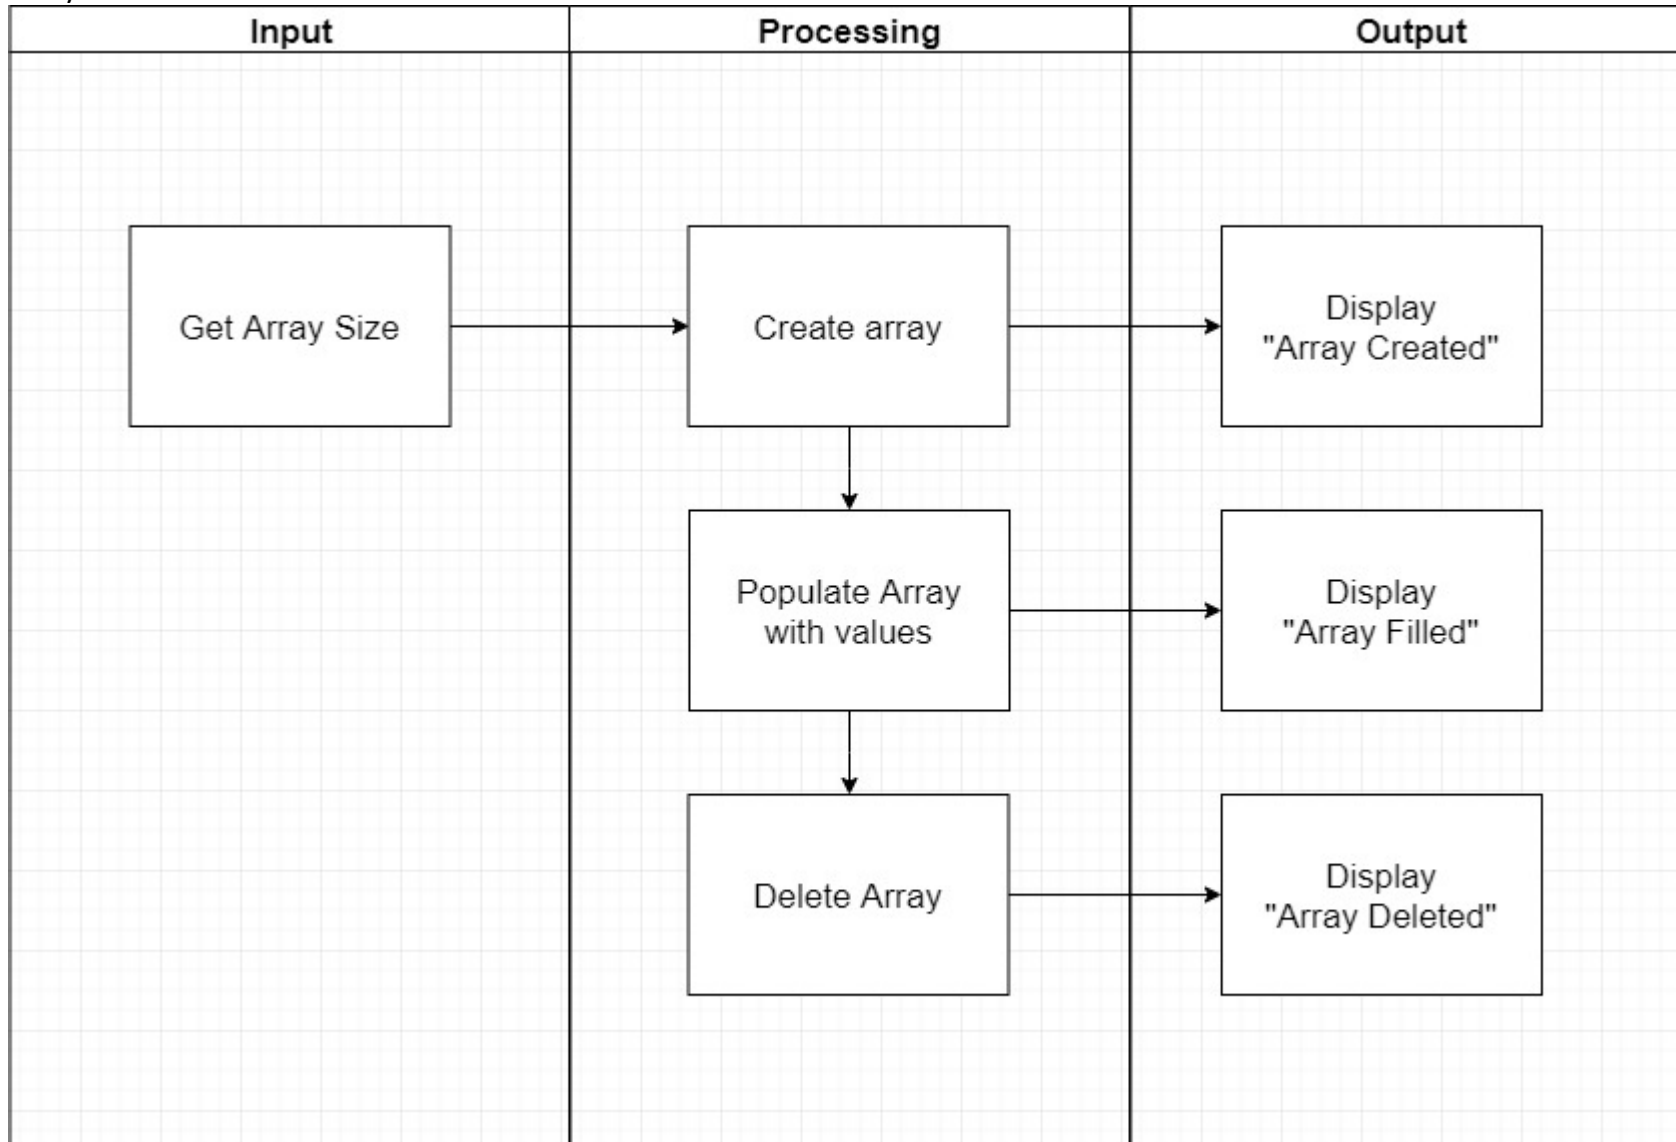 Input
Processing
Output
Get Array Size
Create array
Display
"Array Created"
Populate Array
with values
Display
"Array Filled"
Delete Array
Display
"Array Deleted"